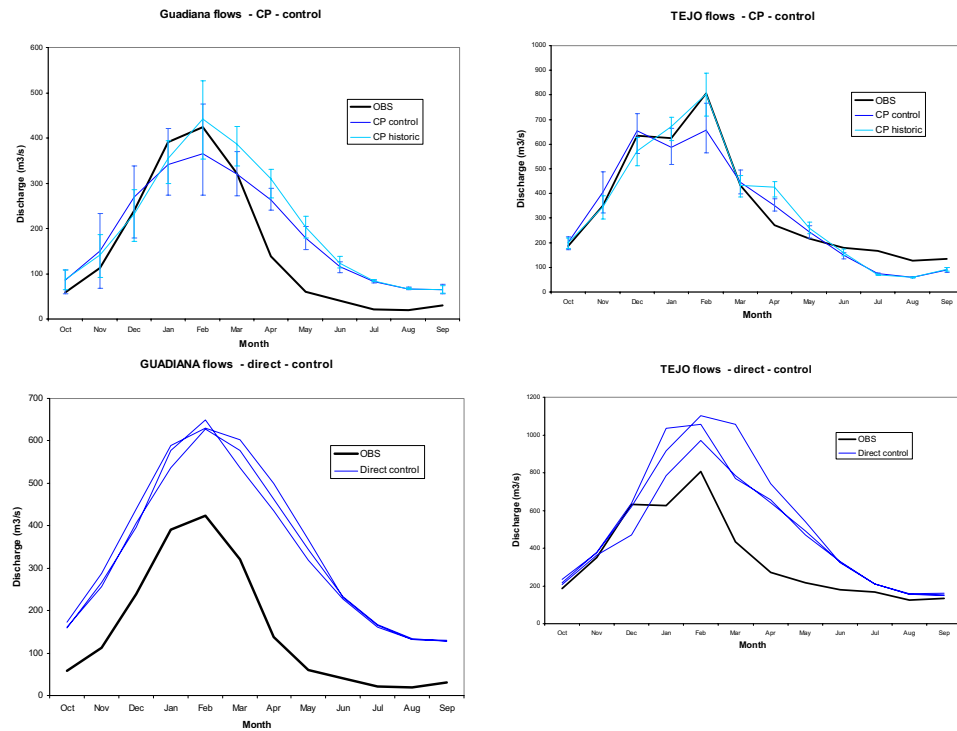 Guadiana flows - CP - control
600
500
400
300
200
100
0
Discharge (m3/s)
OBS
CP control
CP historic
Oct Nov Dec Jan Feb Mar Apr May Jun Jul Aug Sep
Month
TEJO flows - CP - control
1000
900
800
700
600
500
400
300
200
100
0
Discharge (m3/s)
OBS
CP control
CP historic
Oct Nov Dec Jan Feb Mar Apr May Jun Jul Aug Sep
Month
GUADIANA flows - direct - control
700
600
500
400
300
200
100
0
Discharge (m3/s)
OBS
Direct control
Oct Nov Dec Jan Feb Mar Apr May Jun Jul Aug Sep
Month
TEJO flows - direct - control
1200
1000
800
600
400
200
0
Discharge (m3/s)
OBS
Direct control
Oct Nov Dec Jan Feb Mar Apr May Jun Jul Aug Sep
Month